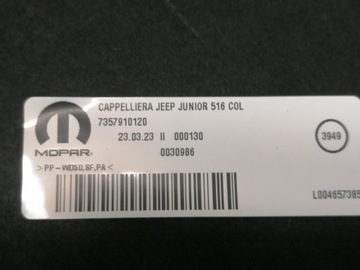 CAPPELLIERA JEEP JUNIOR 516 COL
7357910120
23.03.23 II 000130
3949
MOPAR
0030986
>PP-WD60,SF,PA<
L004657385